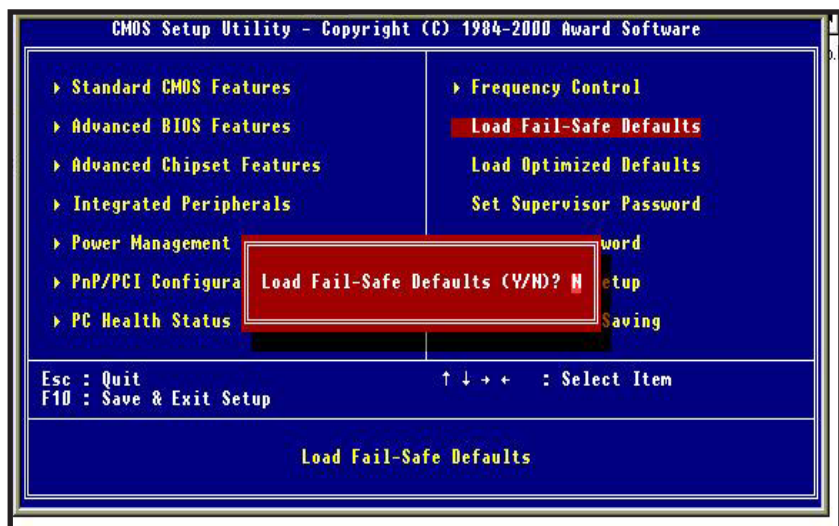 CMOS Setup Utility - Copyright (C) 1984-2000 Award Software
Standard CMOS Features
Advanced BIOS Features
Advanced Chipset Features
Integrated Peripherals
Power Management
PnP/PCI Configura
PC Health Status
Frequency Control
Load Fail-Safe Defaults
Load Optimized Defaults
Set Supervisor Password
word
etup
Saving
Load Fail-Safe Defaults (Y/N)? N
Esc : Quit
F10 : Save & Exit Setup
↑ ↓ → ← : Select Item
Load Fail-Safe Defaults